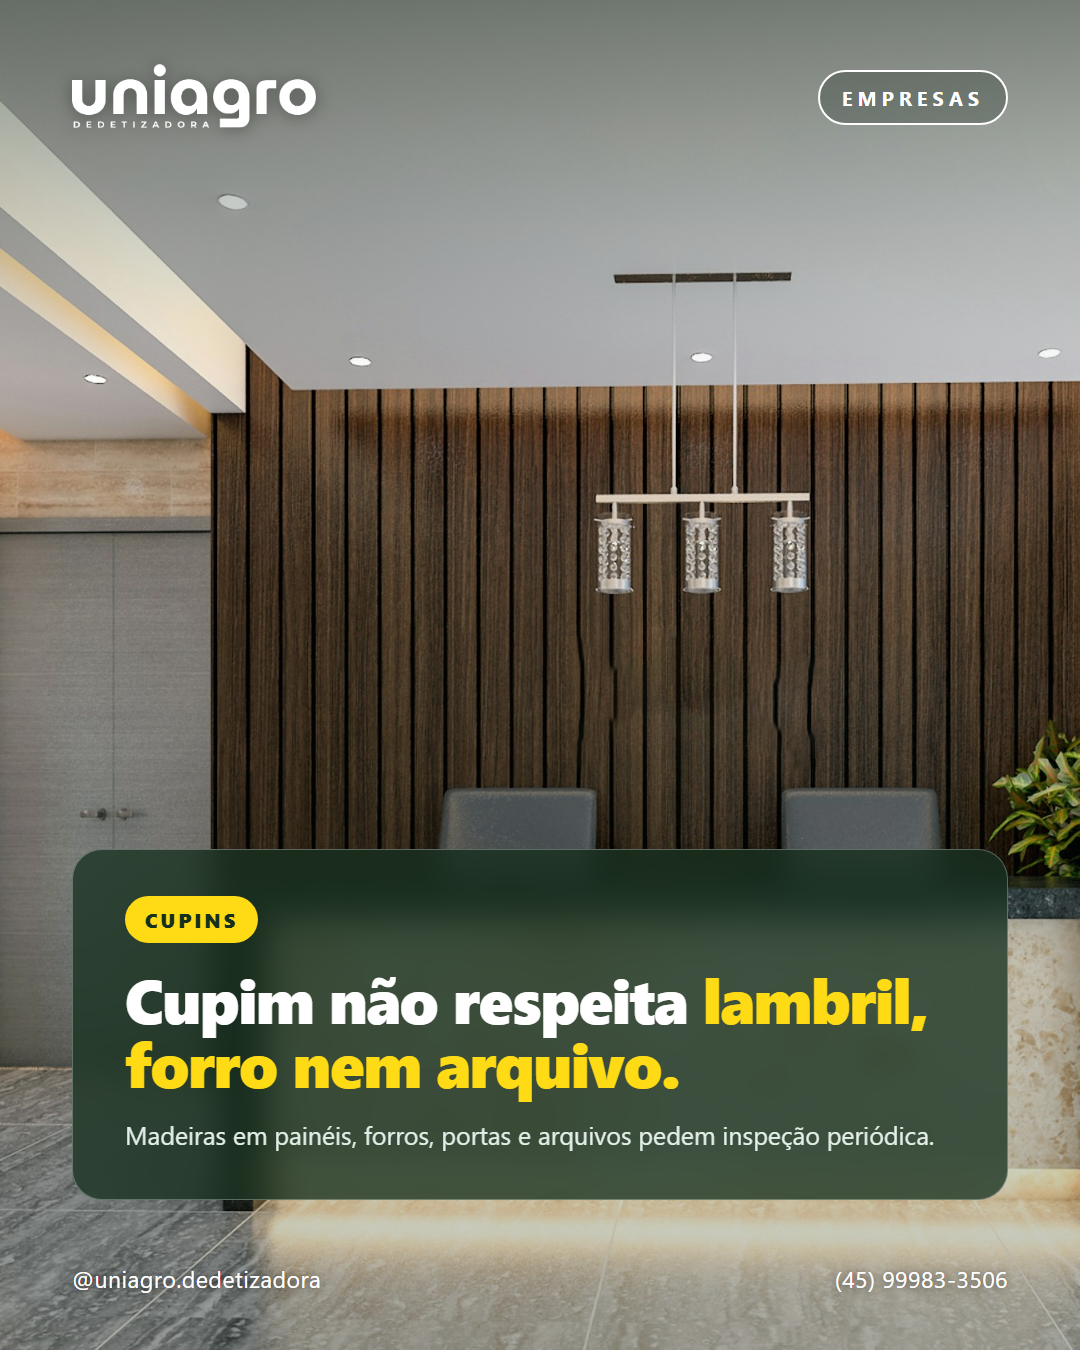 uniagro
DEDETIZADORA
EMPRESAS
CUPINS
Cupim não respeita lambril,
forro nem arquivo.
Madeiras em painéis, forros, portas e arquivos pedem inspeção periódica.
@uniagro.dedetizadora
(45) 99983-3506